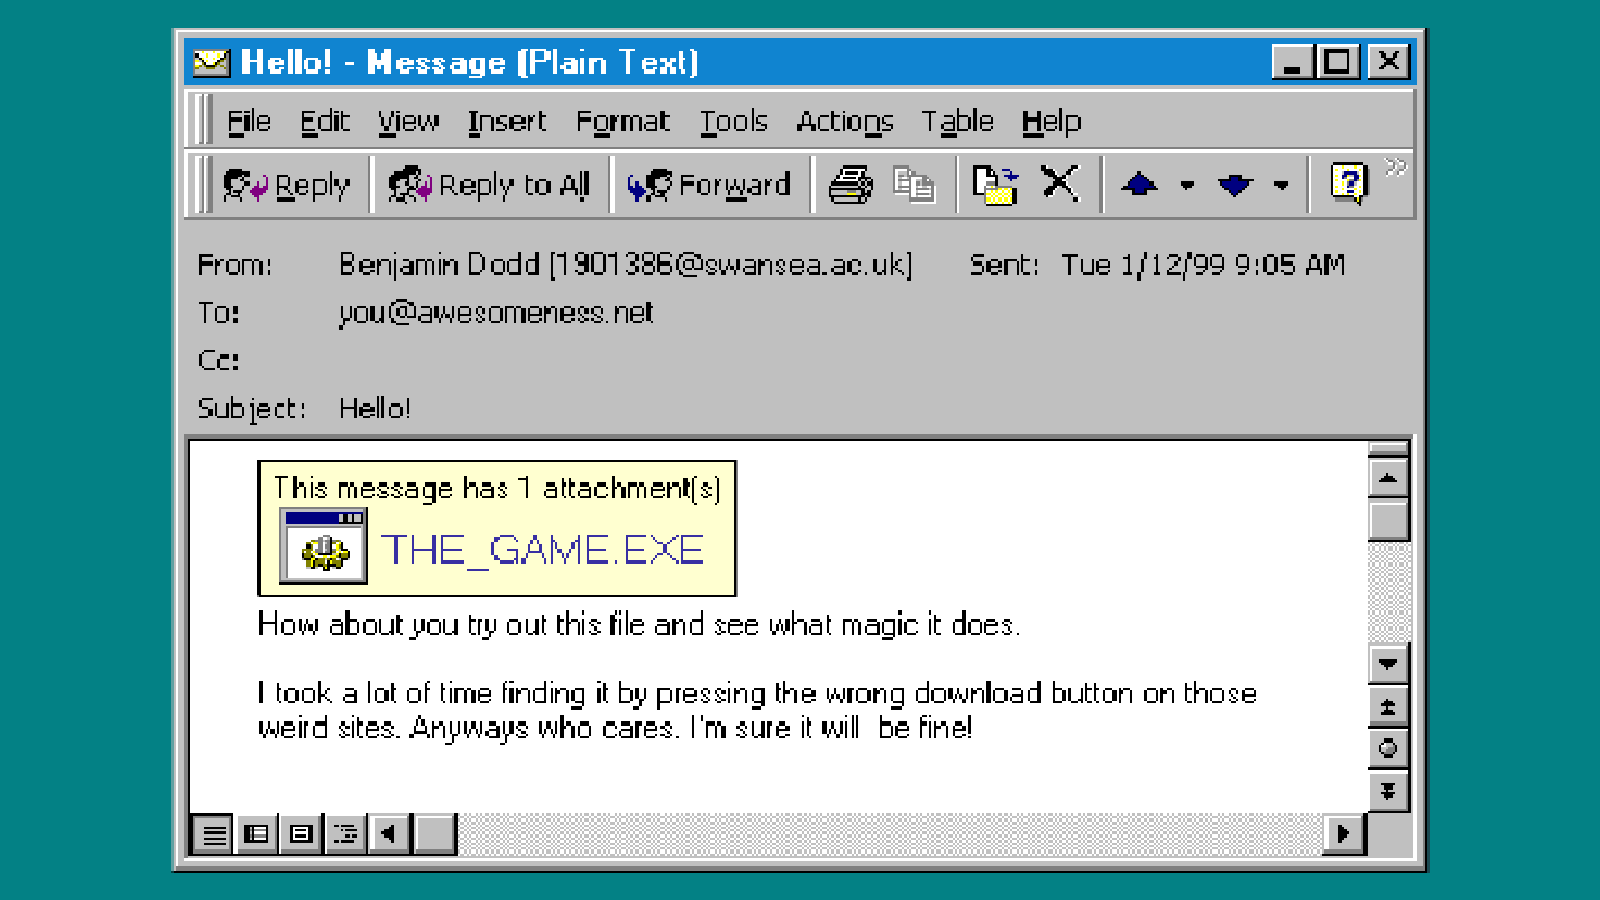 Hello! - Message (Plain Text)
File Edit View Insert Format Tools Actions Table Help
Reply Reply to All Forward
From: Benjamin Dodd [1901386@swansea.ac.uk] Sent: Tue 1/12/99 9:05 AM
To: you@awesomeness.net
Cc:
Subject: Hello!
This message has 1 attachment(s)
THE_GAME.EXE
How about you try out this file and see what magic it does.
I took a lot of time finding it by pressing the wrong download button on those
weird sites. Anyways who cares. I'm sure it will  be fine!